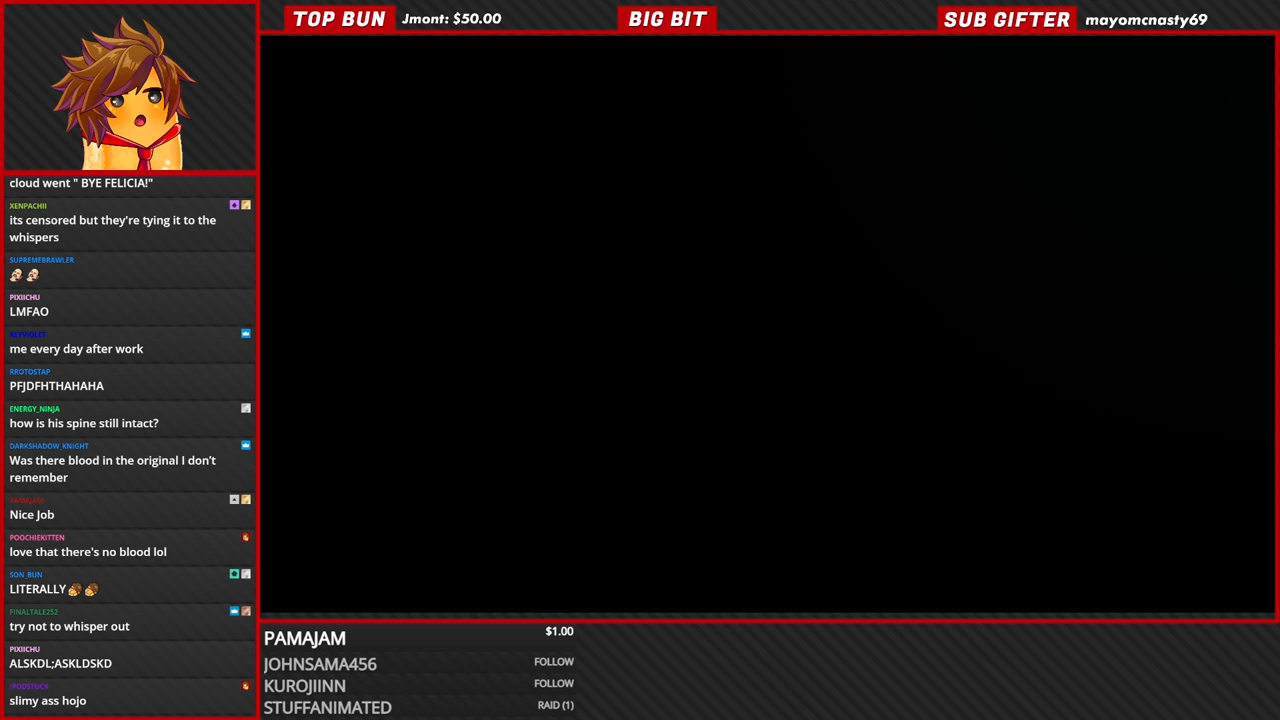 TOP BUN Jmont: $50.00 BIG BIT SUB GIFTER mayomcnasty69
cloud went " BYE FELICIA!"
XENPACHII
its censored but they're tying it to the
whispers
SUPREMEBRAWLER
PIXIICHU
LMFAO
KEYVIOLET
me every day after work
RROTOSTAP
PFJDFHTHAHAHA
ENERGY_NINJA
how is his spine still intact?
DARKSHADOW_KNIGHT
Was there blood in the original I don't
remember
PAMAJAM
Nice Job
POOCHIEKITTEN
love that there's no blood lol
SON_BUN
LITERALLY
FINALTALE252
try not to whisper out
PIXIICHU
ALSKDL;ASKLDSKD
IPODSTUCK
slimy ass hojo
PAMAJAM $1.00
JOHNSAMA456 FOLLOW
KUROJIINN FOLLOW
STUFFANIMATED RAID (1)